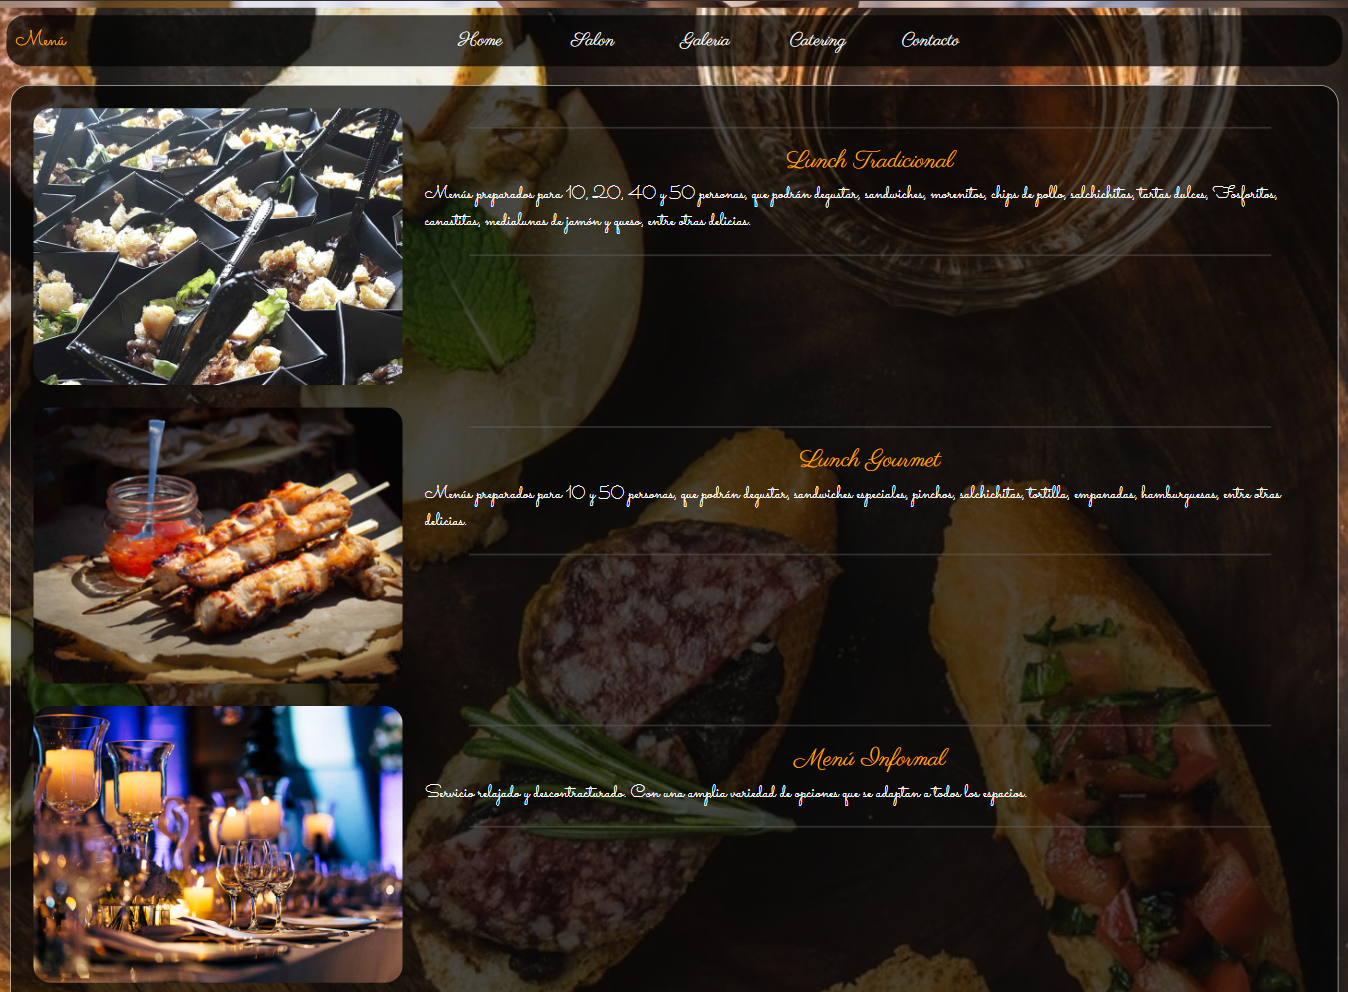 Menú
Home Salon Galeria Catering Contacto
Lunch Tradicional
Menús preparados para 10, 20, 40 y 50 personas, que podrán degustar, sandwiches, morenitos, chips de pollo, salchichitas, tartas dulces, Fosforitos,
canastitas, medialunas de jamón y queso, entre otras delicias.
Lunch Gourmet
Menús preparados para 10 y 50 personas, que podrán degustar, sandwiches especiales, pinchos, salchichitas, tortilla, empanadas, hamburguesas, entre otras
delicias.
Menú Informal
Servicio relajado y descontracturado. Con una amplia variedad de opciones que se adaptan a todos los espacios.